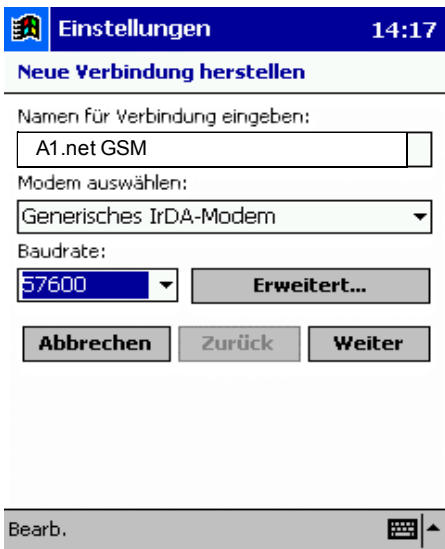 Einstellungen 14:17
Neue Verbindung herstellen
Namen für Verbindung eingeben:
A1.net GSM
Modem auswählen:
Generisches IrDA-Modem
Baudrate:
57600 Erweitert...
Abbrechen Zurück Weiter
Bearb.